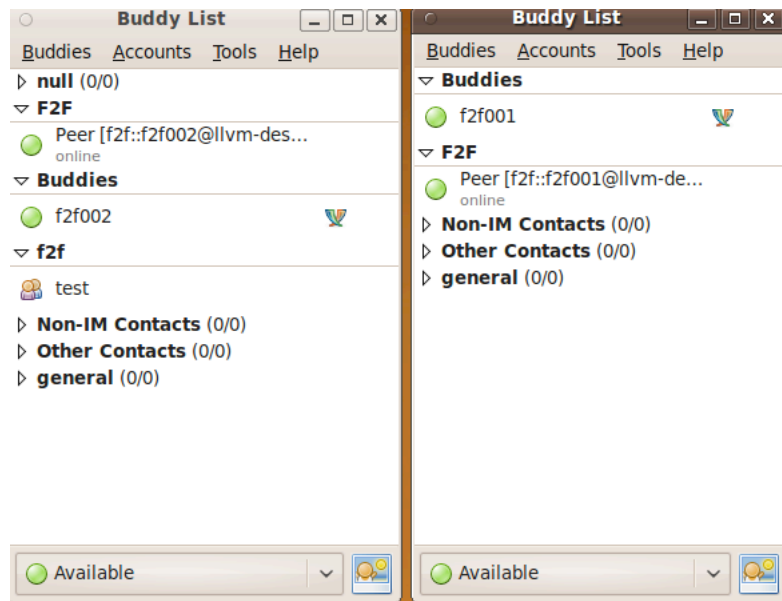 Buddy List
Buddies Accounts Tools Help
null (0/0)
F2F
Peer [f2f::f2f002@llvm-des...
online
Buddies
f2f002
f2f
test
Non-IM Contacts (0/0)
Other Contacts (0/0)
general (0/0)
Available
Buddy List
Buddies Accounts Tools Help
Buddies
f2f001
F2F
Peer [f2f::f2f001@llvm-de...
online
Non-IM Contacts (0/0)
Other Contacts (0/0)
general (0/0)
Available